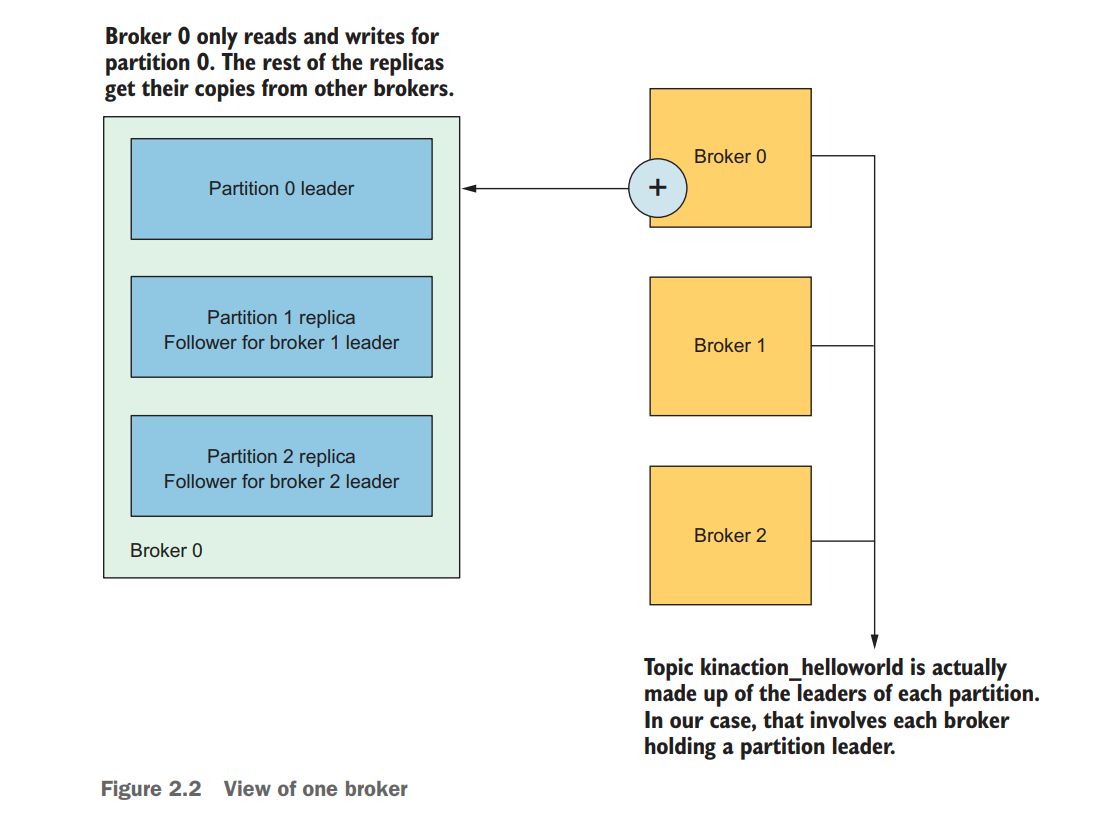 Broker 0 only reads and writes for
partition 0. The rest of the replicas
get their copies from other brokers.
Partition 0 leader
Partition 1 replica
Follower for broker 1 leader
Partition 2 replica
Follower for broker 2 leader
Broker 0
+
Broker 0
Broker 1
Broker 2
Topic kinaction_helloworld is actually
made up of the leaders of each partition.
In our case, that involves each broker
holding a partition leader.
Figure 2.2 View of one broker